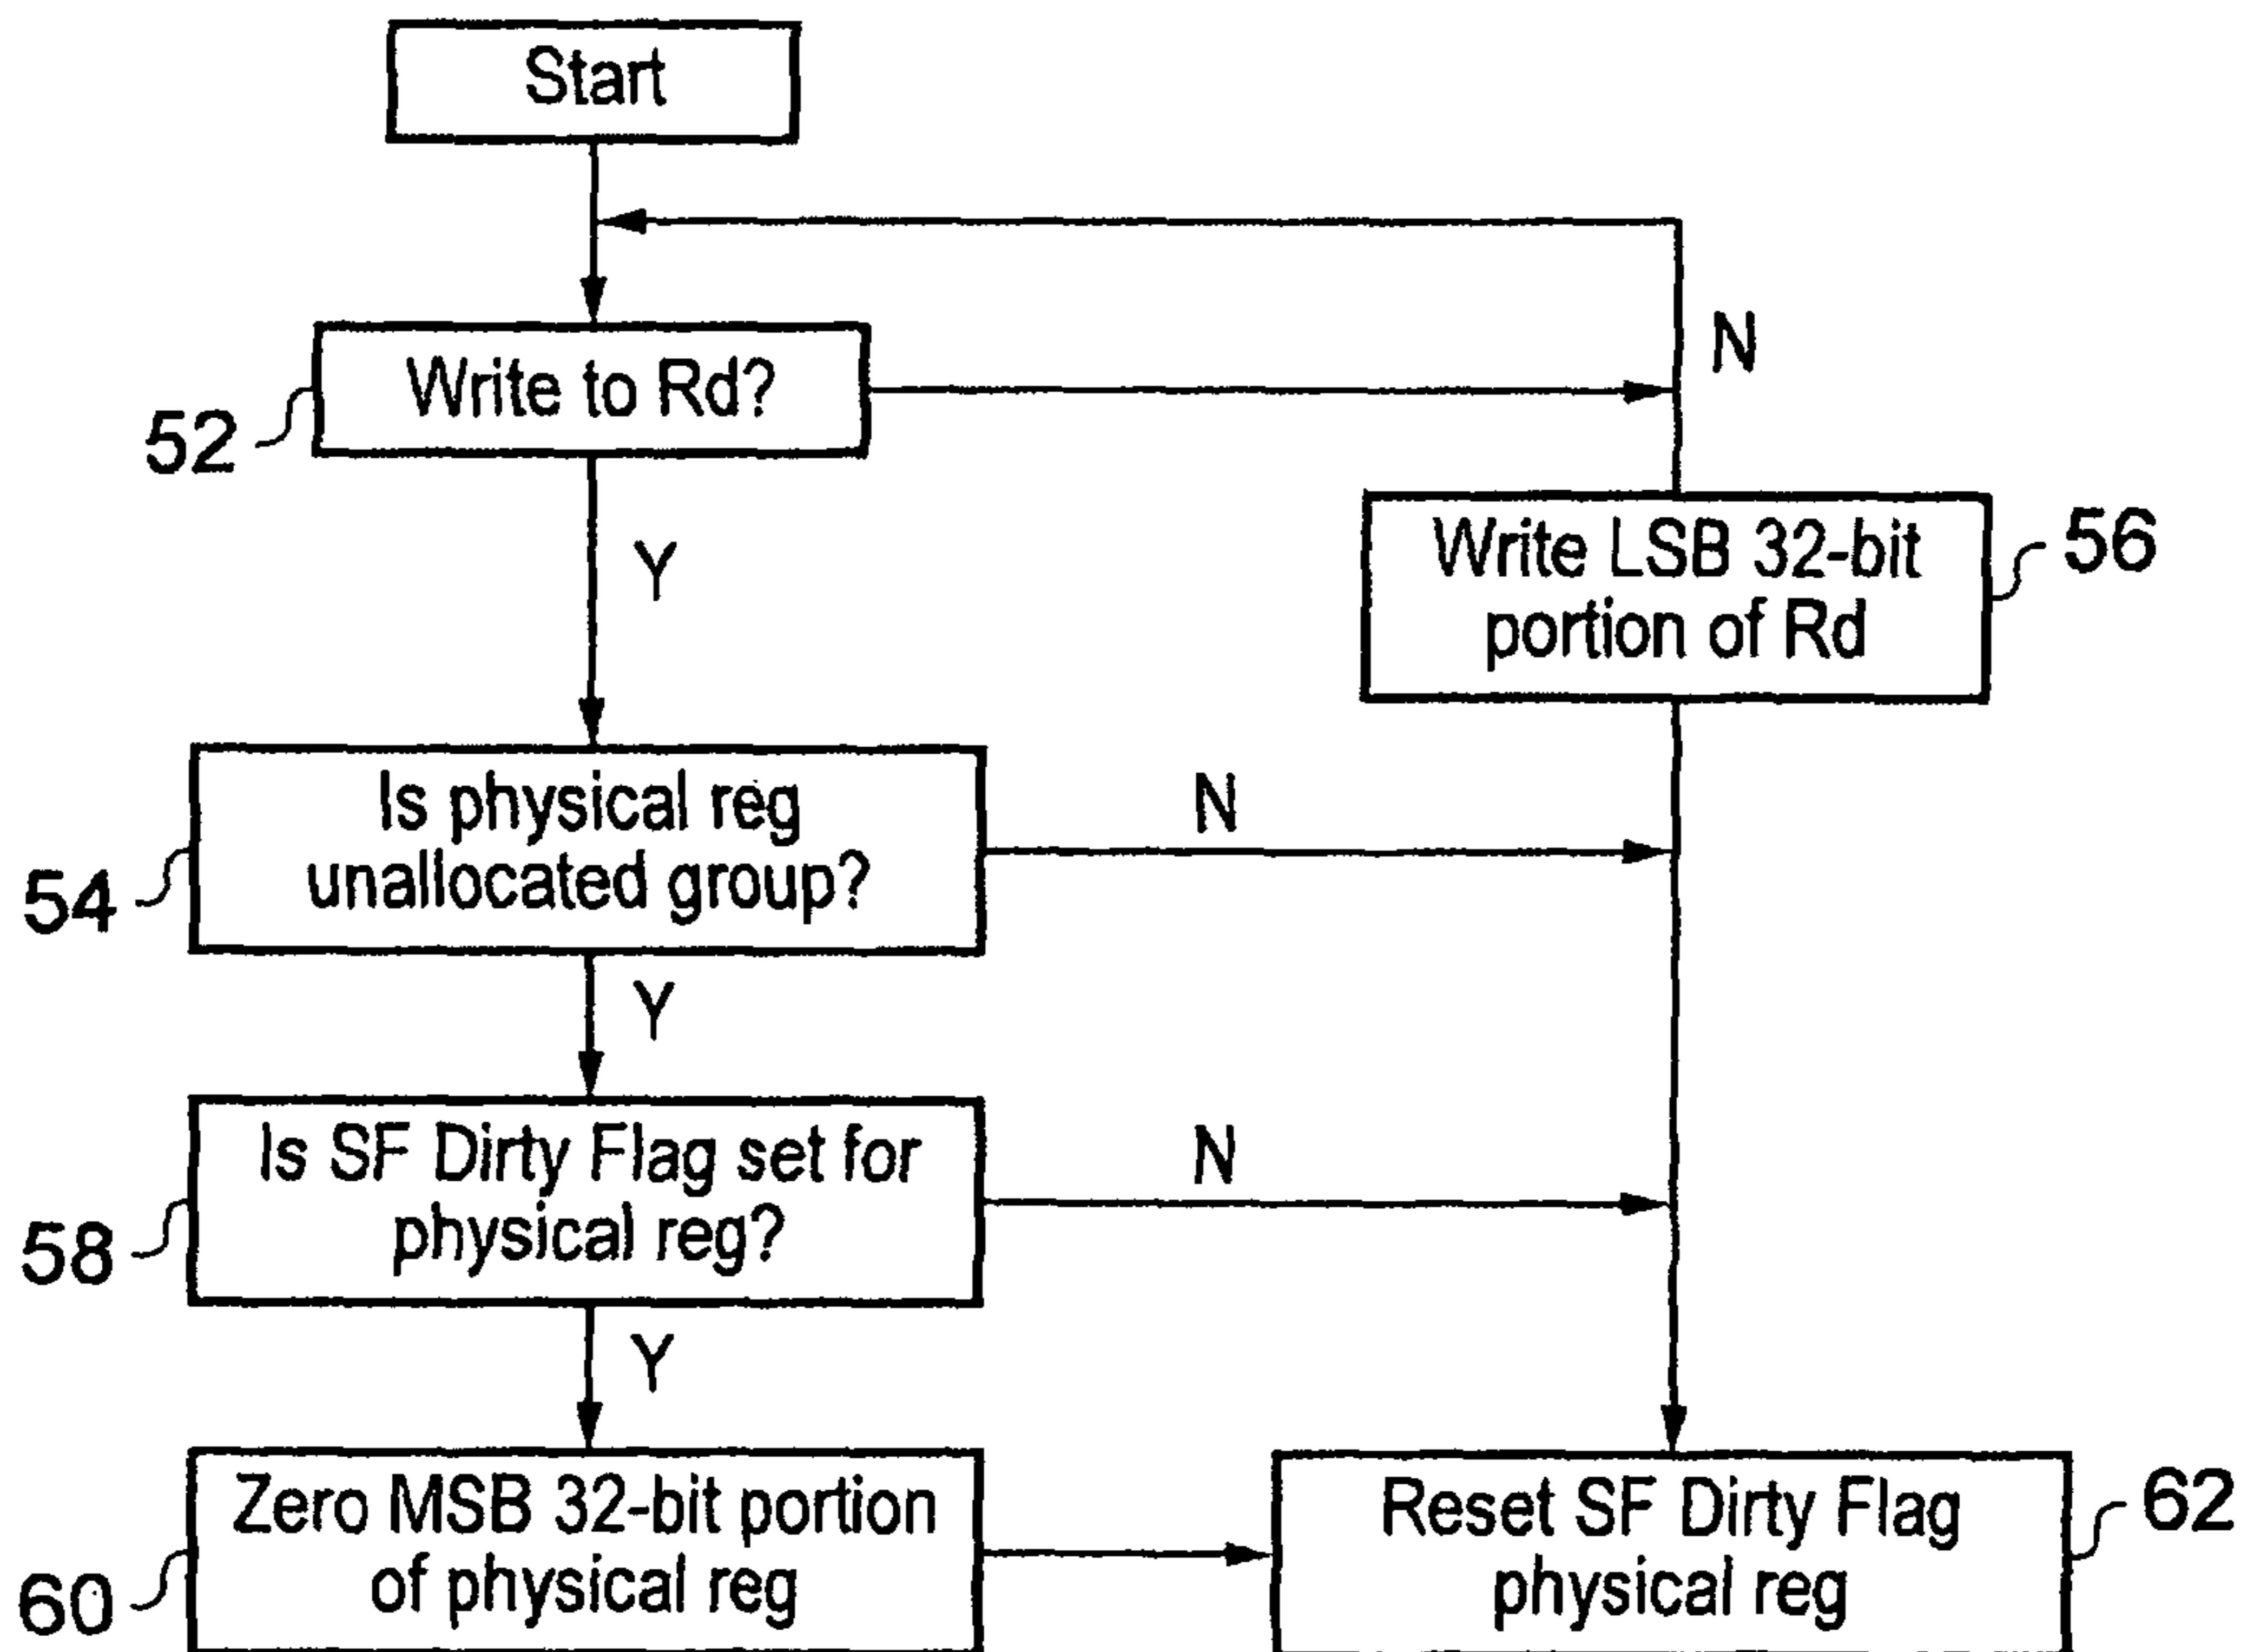 Start
N
Write to Rd?
52
Write LSB 32-bit
portion of Rd
56
Y
Is physical reg
unallocated group?
54
N
Y
Is SF Dirty Flag set for
physical reg?
58
N
Y
Zero MSB 32-bit portion
of physical reg
60
Reset SF Dirty Flag
physical reg
62